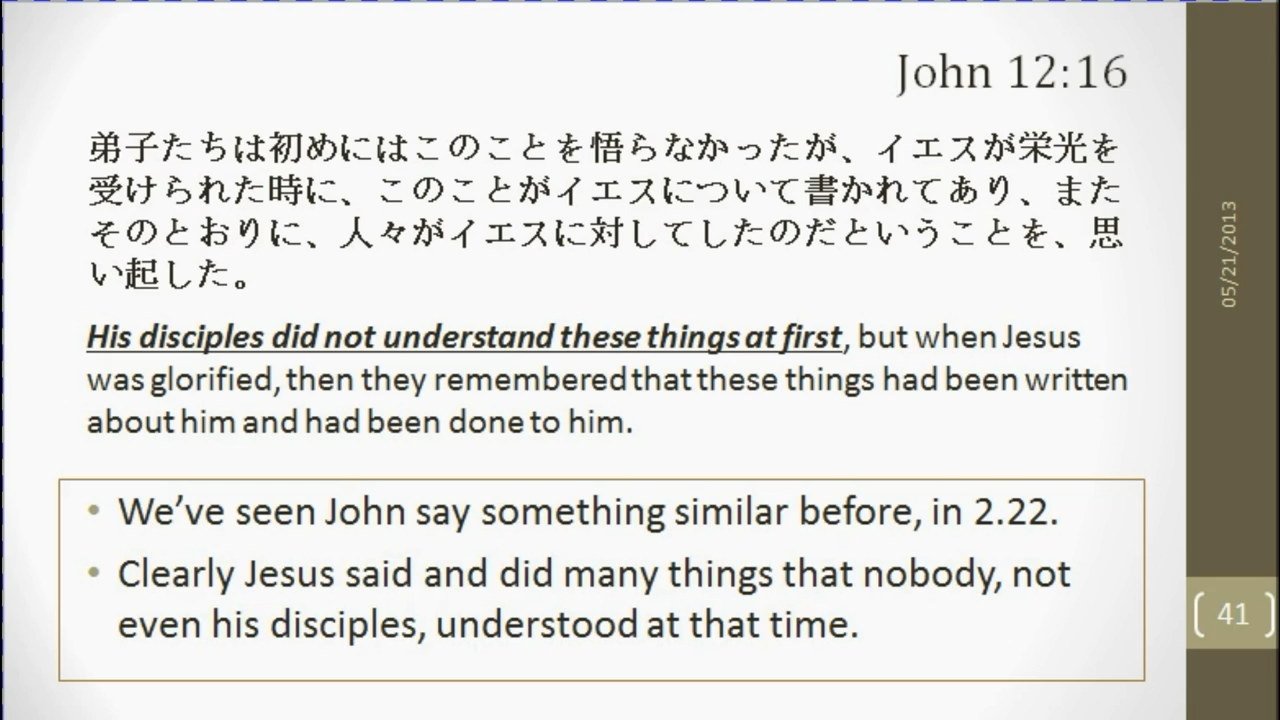 John 12:16
弟子たちは初めにはこのことを悟らなかったが、イエスが栄光を
受けられた時に、このことがイエスについて書かれてあり、また
そのとおりに、人々がイエスに対してしたのだということを、思
い起した。
His disciples did not understand these things at first, but when Jesus
was glorified, then they remembered that these things had been written
about him and had been done to him.
• We’ve seen John say something similar before, in 2.22.
• Clearly Jesus said and did many things that nobody, not
even his disciples, understood at that time.
05/21/2013
41